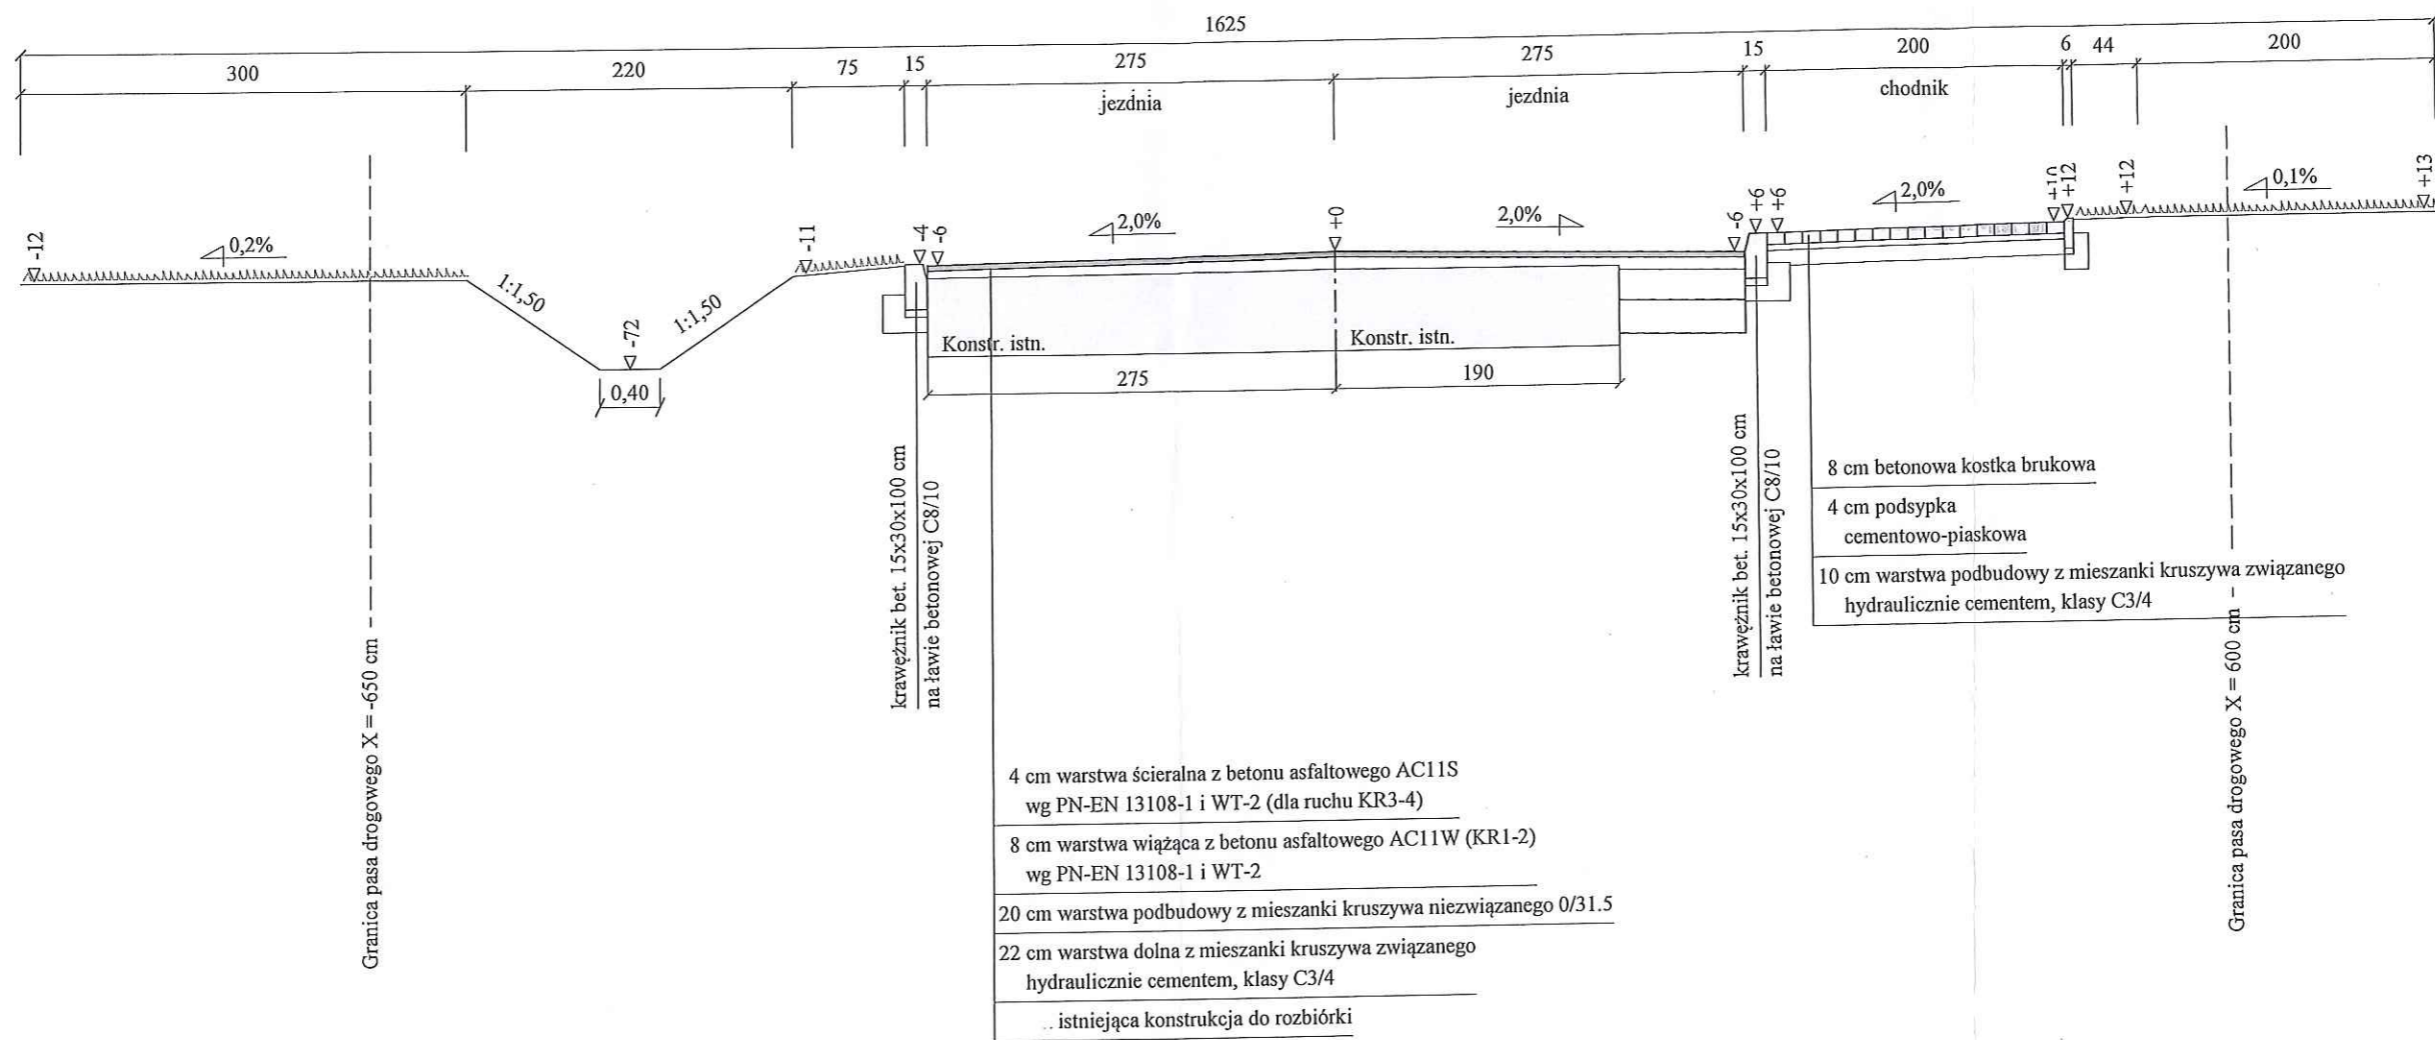 1625
300
220
75
15
275
275
15
200
6
44
200
jezdnia
jezdnia
chodnik
-12
0,2%
1:1,50
-72
0,40
1:1,50
-11
-4
-6
2,0%
+0
2,0%
-6
+6
+6
2,0%
+10
+12
+12
0,1%
+13
Konstr. istn.
Konstr. istn.
275
190
Granica pasa drogowego X = -650 cm
krawężnik bet. 15x30x100 cm
na ławie betonowej C8/10
krawężnik bet. 15x30x100 cm
na ławie betonowej C8/10
8 cm betonowa kostka brukowa
4 cm podsypka
cementowo-piaskowa
10 cm warstwa podbudowy z mieszanki kruszywa związanego
hydraulicznie cementem, klasy C3/4
Granica pasa drogowego X = 600 cm
4 cm warstwa ścieralna z betonu asfaltowego AC11S
wg PN-EN 13108-1 i WT-2 (dla ruchu KR3-4)
8 cm warstwa wiążąca z betonu asfaltowego AC11W (KR1-2)
wg PN-EN 13108-1 i WT-2
20 cm warstwa podbudowy z mieszanki kruszywa niezwiązanego 0/31.5
22 cm warstwa dolna z mieszanki kruszywa związanego
hydraulicznie cementem, klasy C3/4
istniejąca konstrukcja do rozbiórki